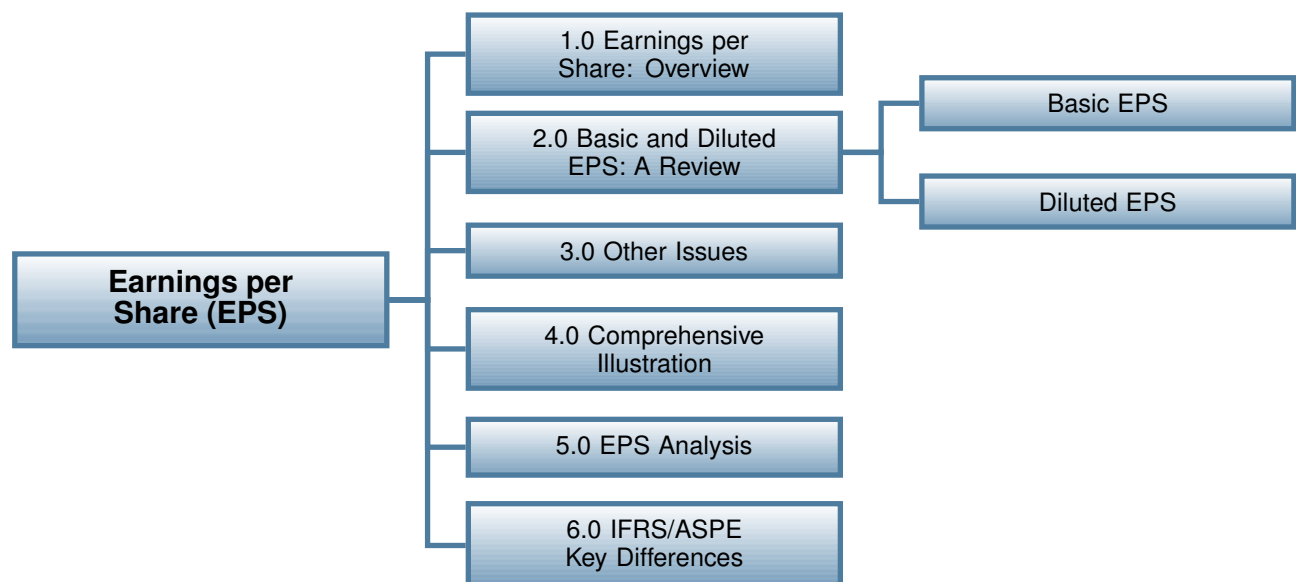 Earnings per
Share (EPS)
1.0 Earnings per
Share: Overview
2.0 Basic and Diluted
EPS: A Review
Basic EPS
Diluted EPS
3.0 Other Issues
4.0 Comprehensive
Illustration
5.0 EPS Analysis
6.0 IFRS/ASPE
Key Differences